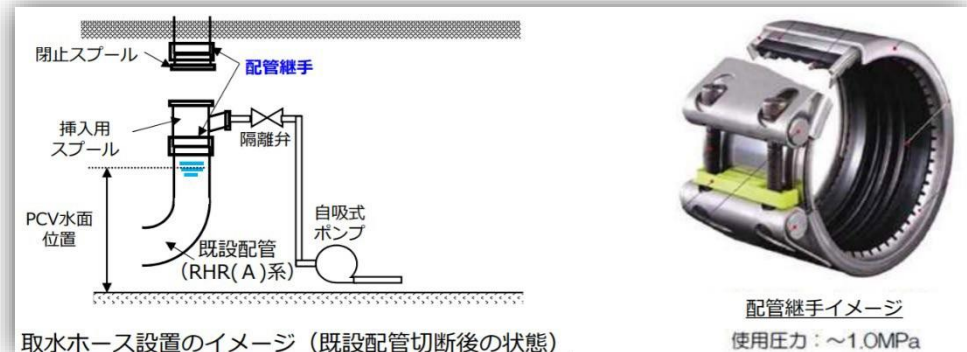 閉止スプール
配管継手
挿入用
スプール
隔離弁
PCV水面
位置
自吸式
ポンプ
既設配管
(RHR(A)系)
取水ホース設置のイメージ（既設配管切断後の状態）
配管継手イメージ
使用圧力：～1.0MPa